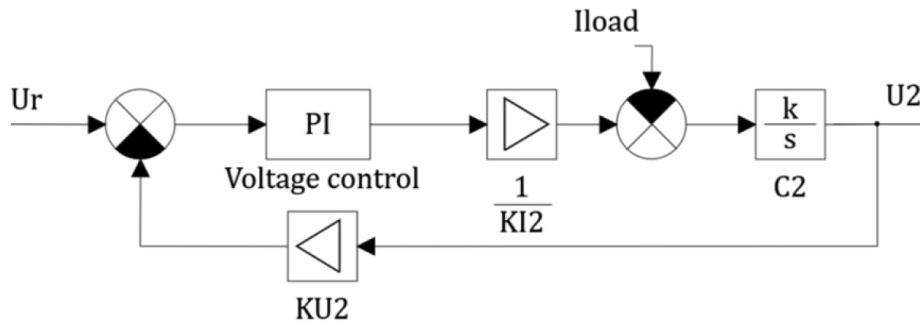 Iload
Ur
PI
k
s
U2
Voltage control
1
KI2
C2
KU2